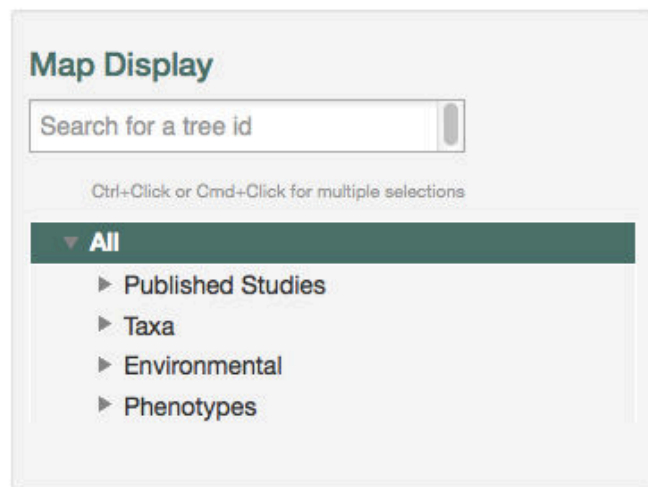 Map Display
Search for a tree id
Ctrl+Click or Cmd+Click for multiple selections
All
Published Studies
Taxa
Environmental
Phenotypes